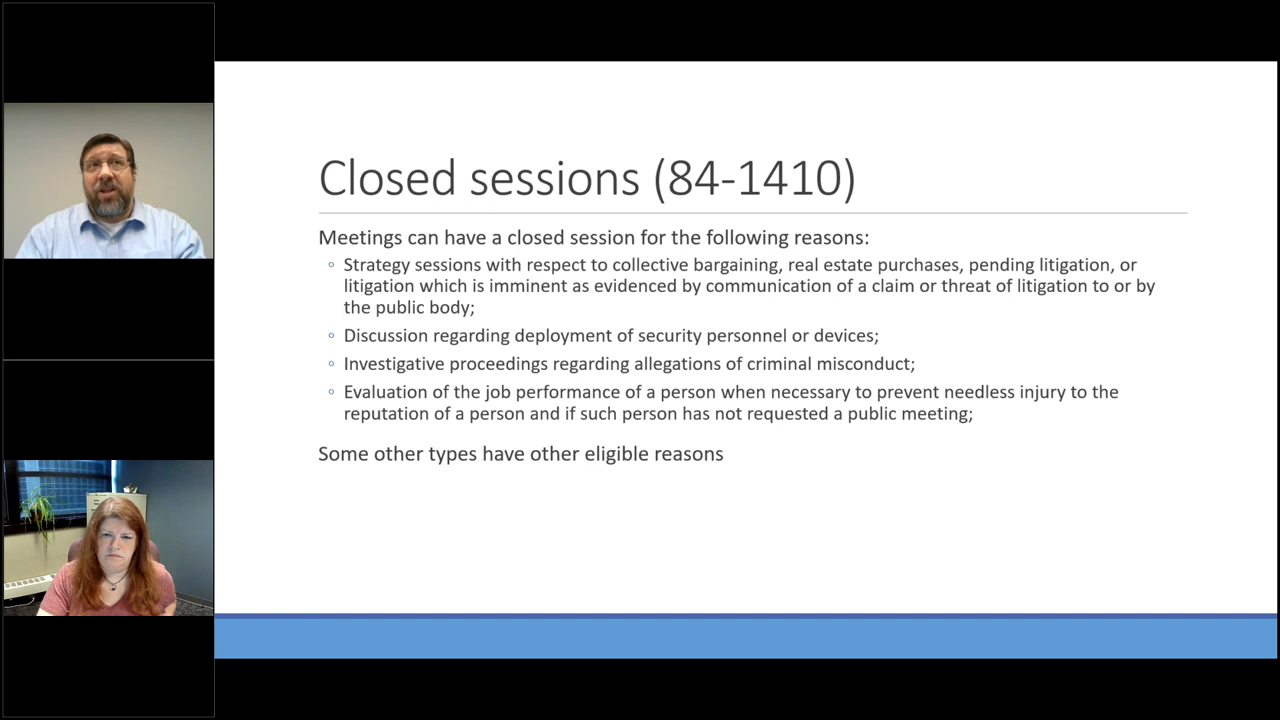 Closed sessions (84-1410)
Meetings can have a closed session for the following reasons:
Strategy sessions with respect to collective bargaining, real estate purchases, pending litigation, or
litigation which is imminent as evidenced by communication of a claim or threat of litigation to or by
the public body;
Discussion regarding deployment of security personnel or devices;
Investigative proceedings regarding allegations of criminal misconduct;
Evaluation of the job performance of a person when necessary to prevent needless injury to the
reputation of a person and if such person has not requested a public meeting;
Some other types have other eligible reasons